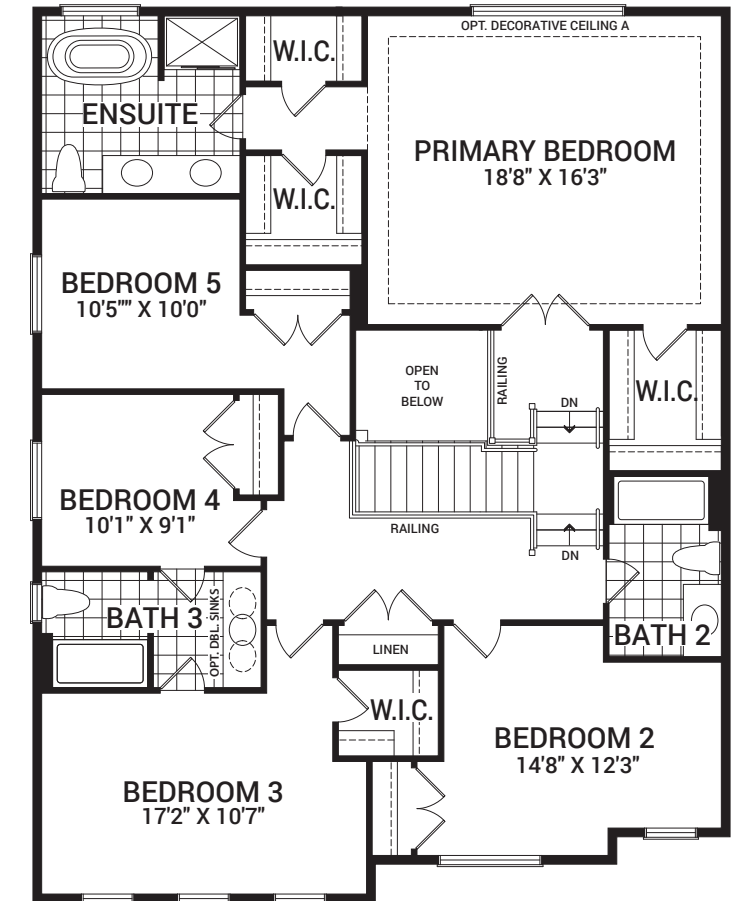 OPT. DECORATIVE CEILING A
W.I.C.
ENSUITE
PRIMARY BEDROOM
18'8" X 16'3"
W.I.C.
BEDROOM 5
10'5"" X 10'0"
OPEN
TO
BELOW
RAILING
W.I.C.
DN
BEDROOM 4
10'1" X 9'1"
RAILING
DN
BATH 3
OPT. DBL. SINKS
BATH 2
LINEN
W.I.C.
BEDROOM 2
14'8" X 12'3"
BEDROOM 3
17'2" X 10'7"